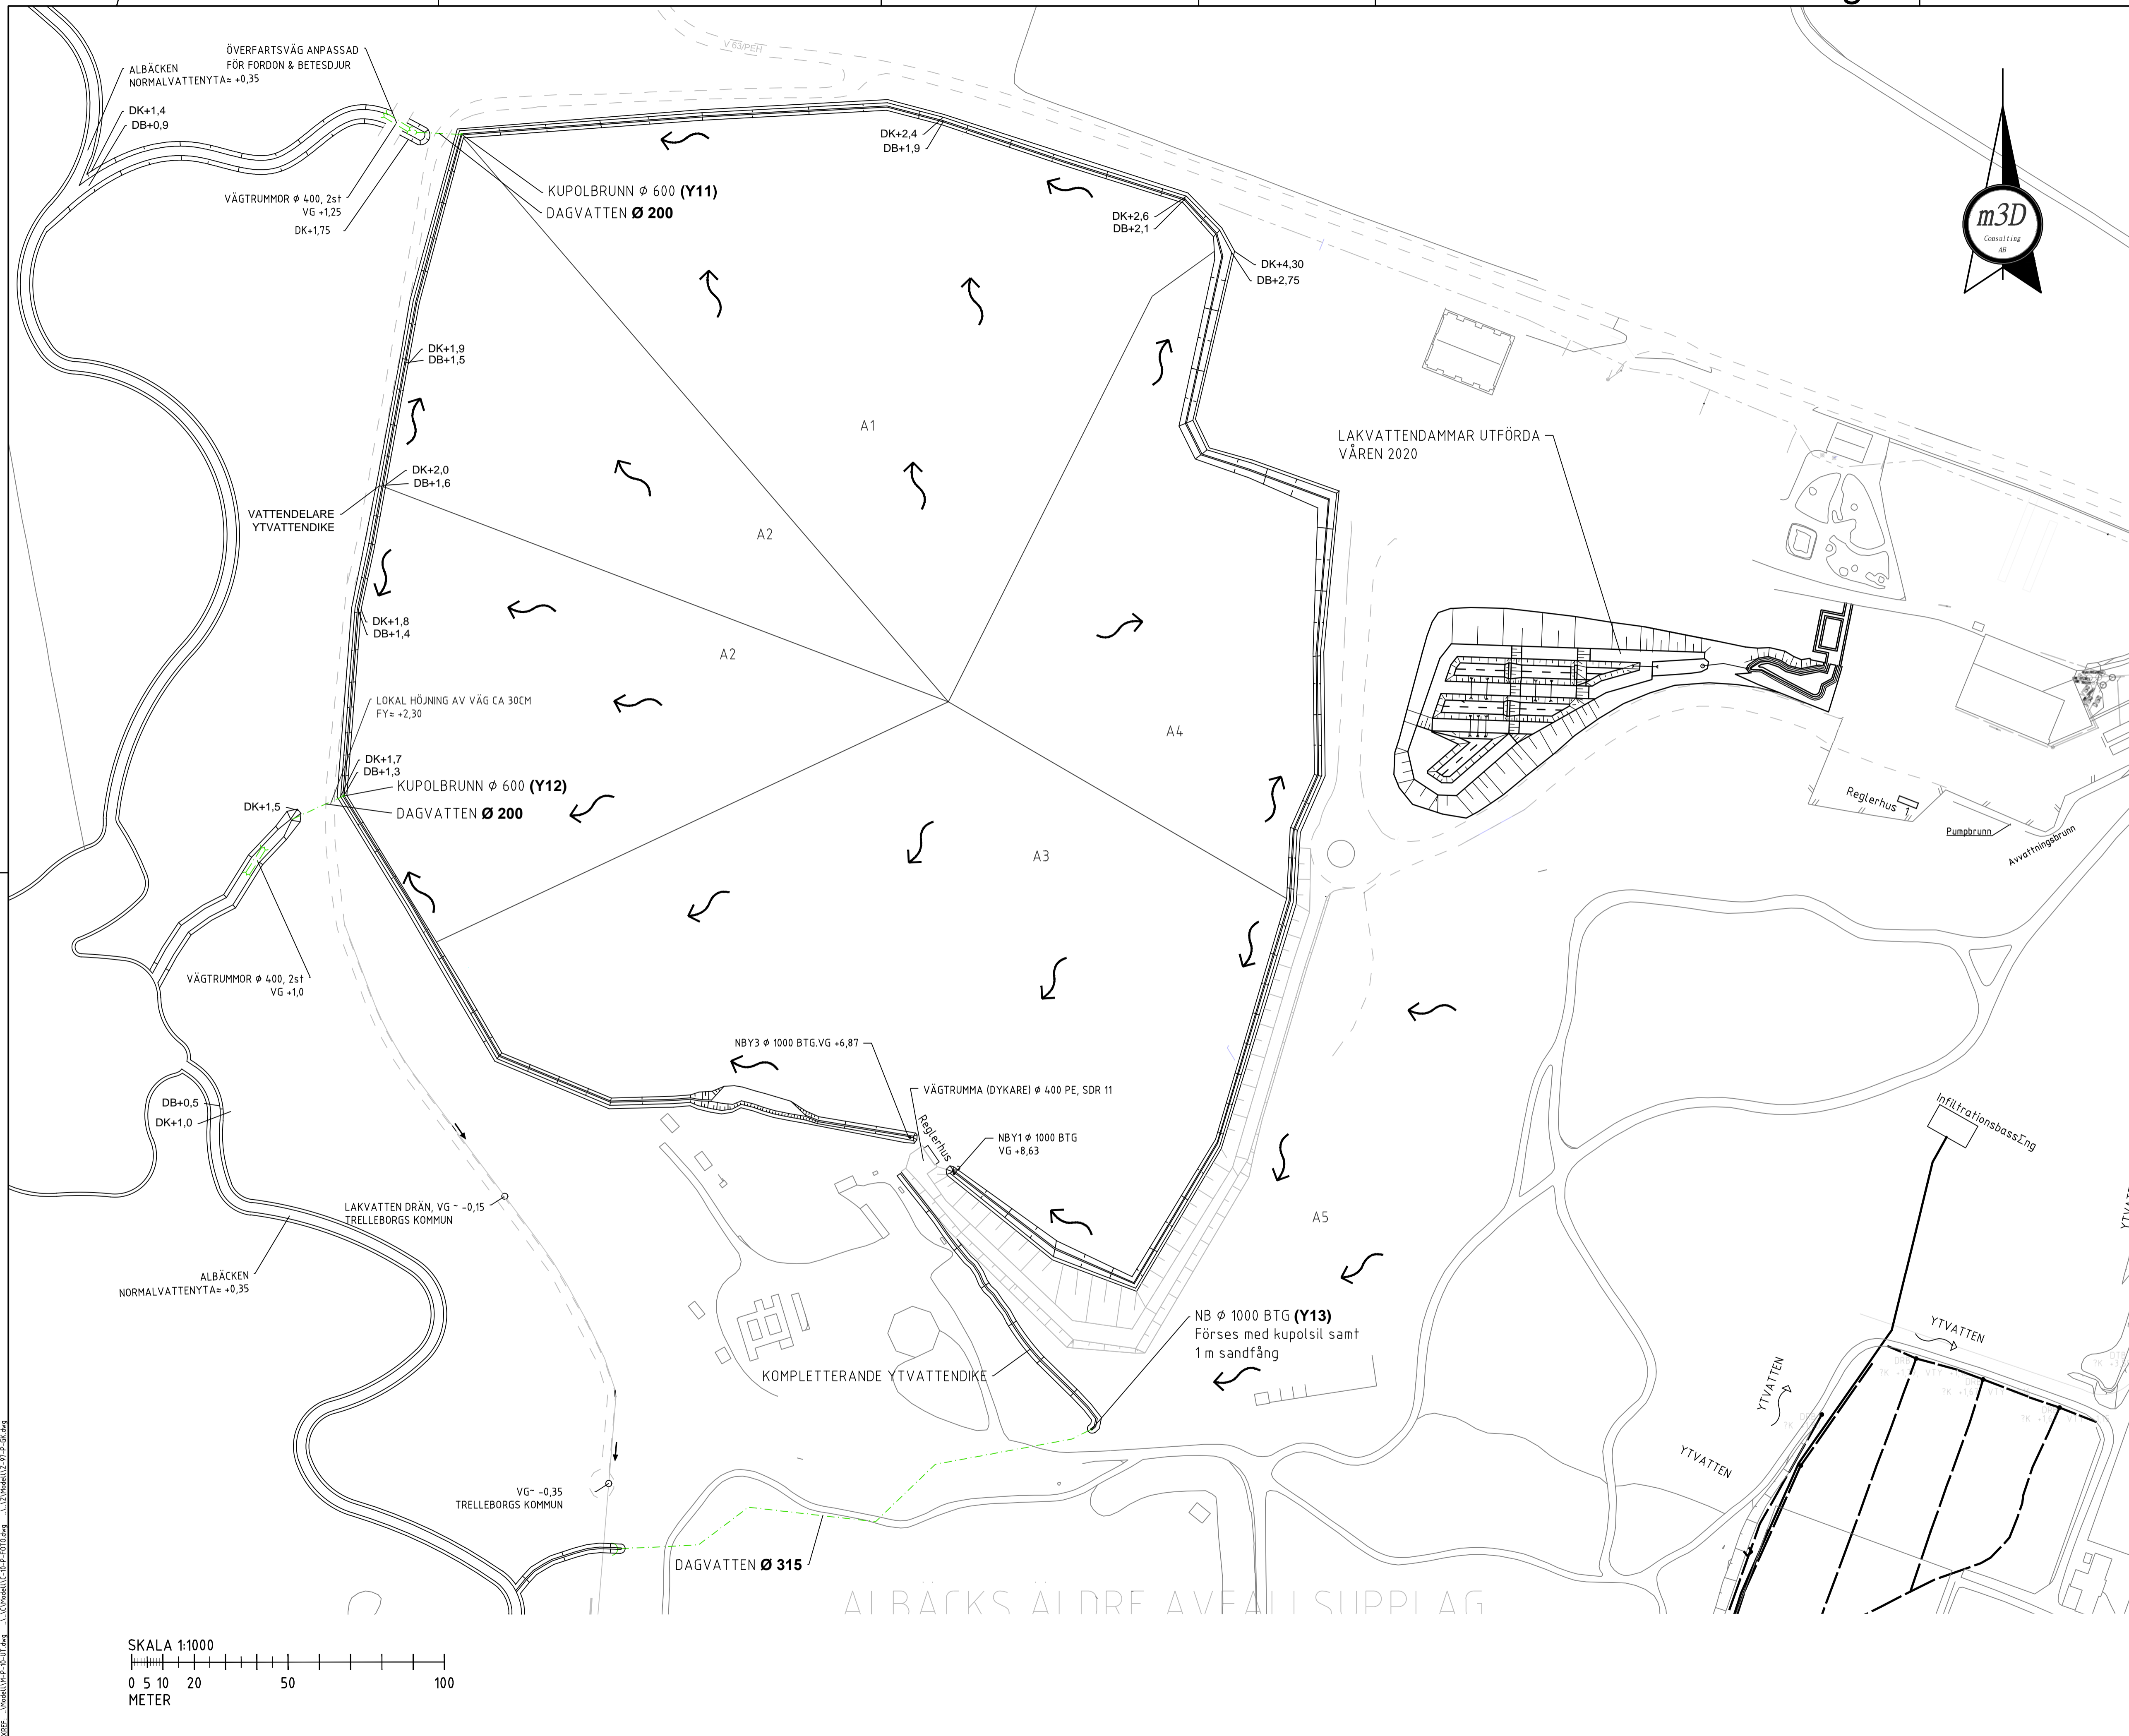 V 63/PEH
ÖVERFARTSVÄG ANPASSAD
FÖR FORDON & BETESDJUR
ALBÄCKEN
NORMALVATTENYTA≈ +0,35
DK+1,4
DB+0,9
VÄGTRUMMOR ϕ 400, 2st
VG +1,25
DK+1,75
KUPOLBRUNN ϕ 600 (Y11)
DAGVATTEN Ø 200
DK+2,4
DB+1,9
DK+2,6
DB+2,1
DK+4,30
DB+2,75
m3D
Consulting
AB
DK+1,9
DB+1,5
A1
LAKVATTENDAMMAR UTFÖRDA
VÅREN 2020
DK+2,0
DB+1,6
VATTENDELARE
YTVATTENDIKE
A2
DK+1,8
DB+1,4
A2
LOKAL HÖJNING AV VÄG CA 30CM
FY≈ +2,30
A4
DK+1,7
DB+1,3
KUPOLBRUNN ϕ 600 (Y12)
DAGVATTEN Ø 200
DK+1,5
Reglerhus 1
Pumpbrunn
Avvattningsbrunn
A3
VÄGTRUMMOR ϕ 400, 2st
VG +1,0
NBY3 ϕ 1000 BTG.VG +6,87
VÄGTRUMMA (DYKARE) ϕ 400 PE, SDR 11
Reglerhus
NBY1 ϕ 1000 BTG
VG +8,63
DB+0,5
DK+1,0
InfiltrationsbassΣng
LAKVATTEN DRÄN, VG ~ -0,15
TRELLEBORGS KOMMUN
A5
ALBÄCKEN
NORMALVATTENYTA≈ +0,35
NB ϕ 1000 BTG (Y13)
Förses med kupolsil samt
1 m sandfång
KOMPLETTERANDE YTVATTENDIKE
YTVATTEN
YTVATTEN
YTVATTEN
VG~ -0,35
TRELLEBORGS KOMMUN
DAGVATTEN Ø 315
ALBÄCKS ÄLDRE AVFALLSUPPLAG
SKALA 1:1000
0 5 10 20 50 100
METER